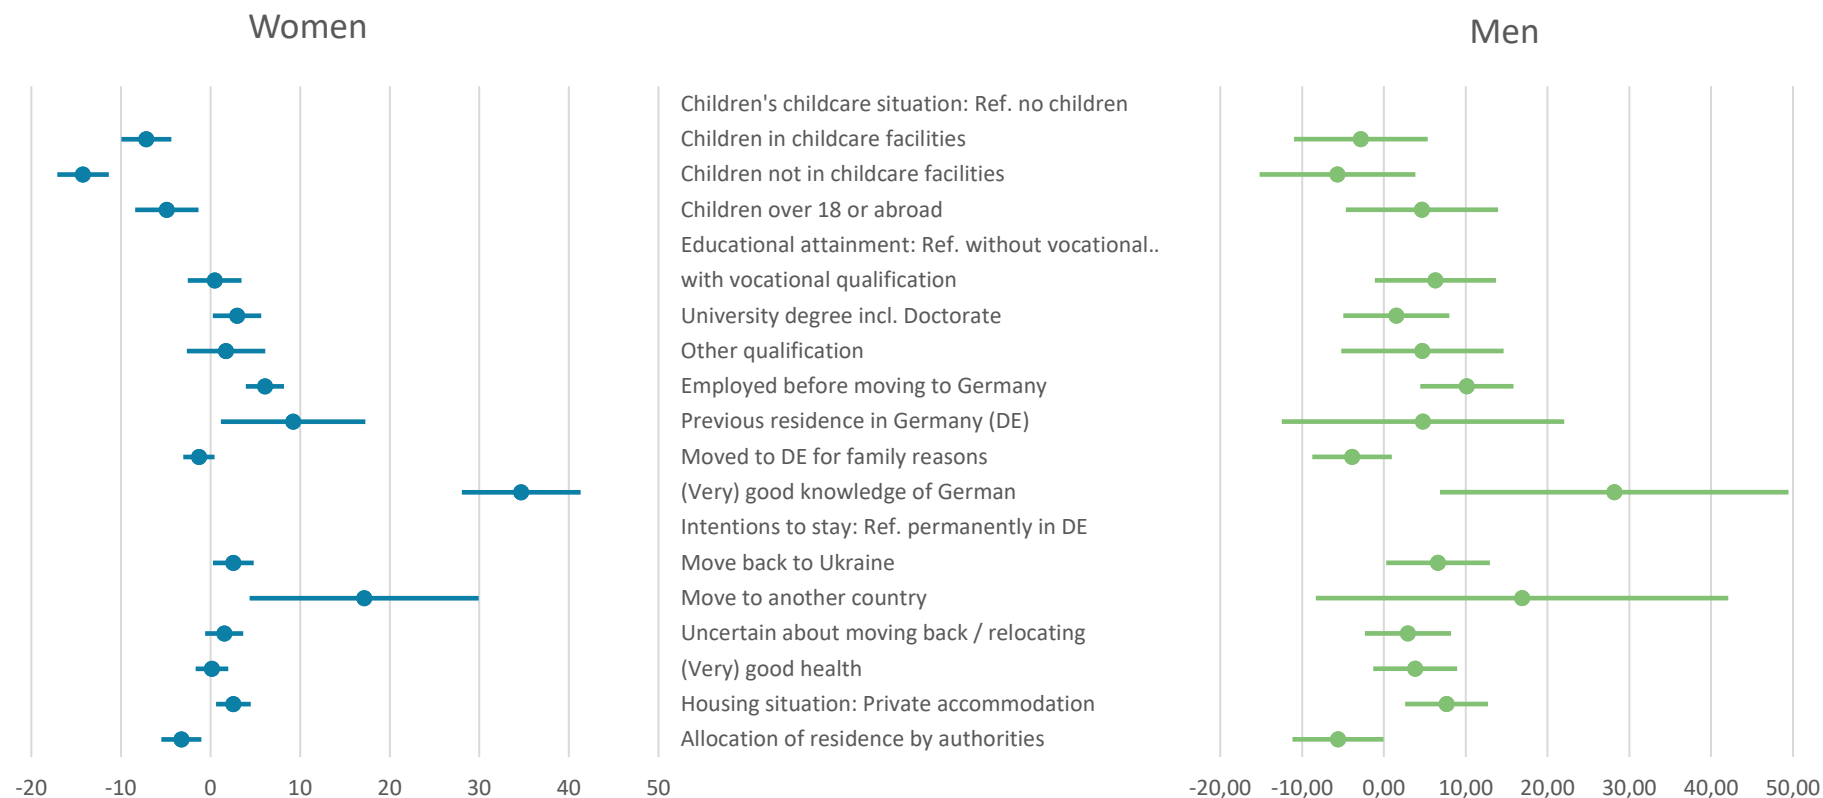 Women
Men
Children's childcare situation: Ref. no children
Children in childcare facilities
Children not in childcare facilities
Children over 18 or abroad
Educational attainment: Ref. without vocational..
with vocational qualification
University degree incl. Doctorate
Other qualification
Employed before moving to Germany
Previous residence in Germany (DE)
Moved to DE for family reasons
(Very) good knowledge of German
Intentions to stay: Ref. permanently in DE
Move back to Ukraine
Move to another country
Uncertain about moving back / relocating
(Very) good health
Housing situation: Private accommodation
Allocation of residence by authorities
-20 -10 0 10 20 30 40 50
-20,00 -10,00 0,00 10,00 20,00 30,00 40,00 50,00